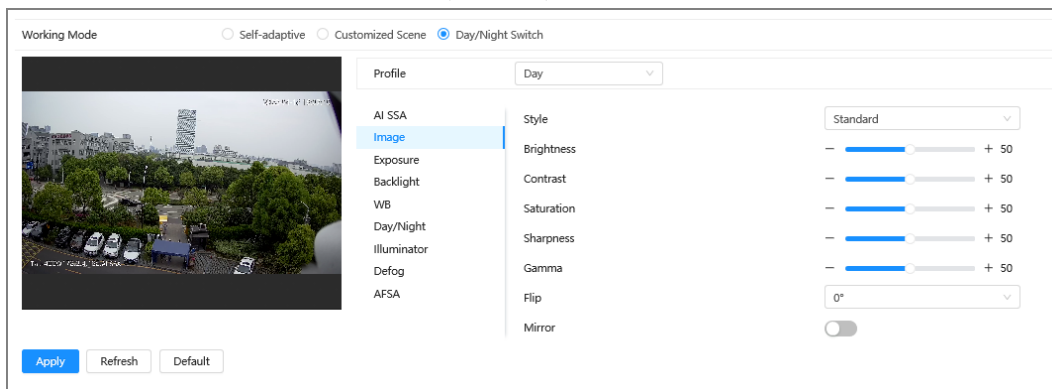 Working Mode Self-adaptive Customized Scene Day/Night Switch
Profile Day
AI SSA
Image
Exposure
Backlight
WB
Day/Night
Illuminator
Defog
AFSA
Style Standard
Brightness - + 50
Contrast - + 50
Saturation - + 50
Sharpness - + 50
Gamma - + 50
Flip 0°
Mirror
Apply Refresh Default